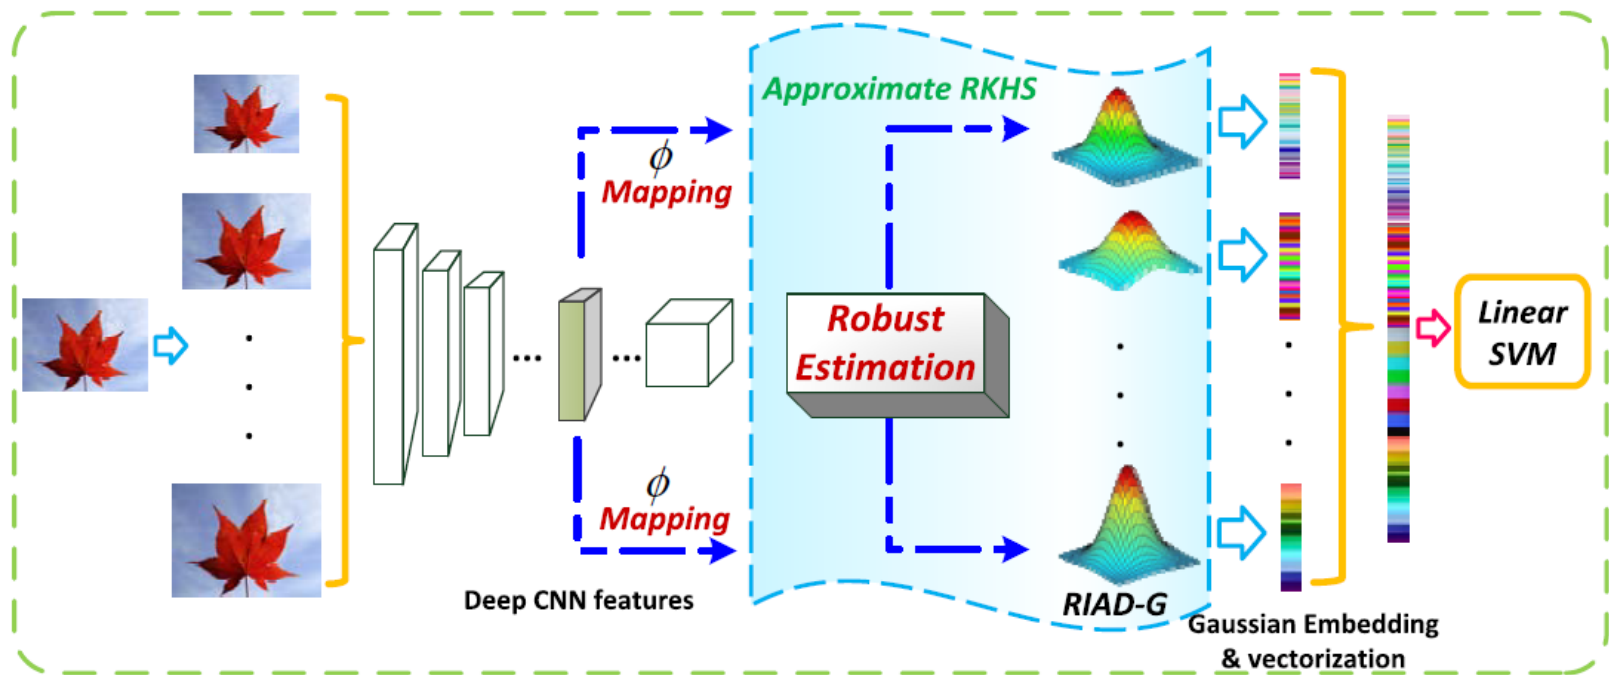 Approximate RKHS
ϕ
Mapping
Robust
Estimation
Linear
SVM
ϕ
Mapping
Deep CNN features
RIAD-G
Gaussian Embedding
& vectorization